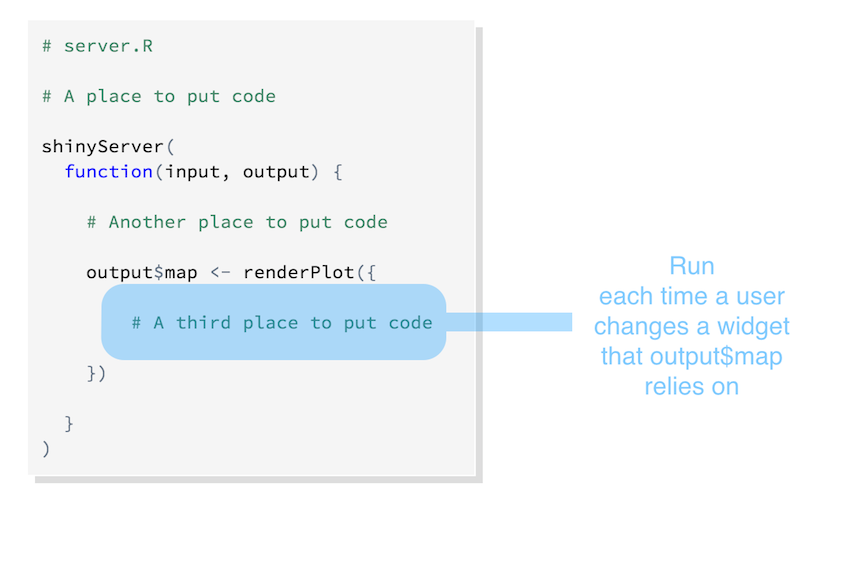 # server.R
# A place to put code
shinyServer(
function(input, output) {
# Another place to put code
output$map <- renderPlot({
# A third place to put code
})
}
)
Run
each time a user
changes a widget
that output$map
relies on